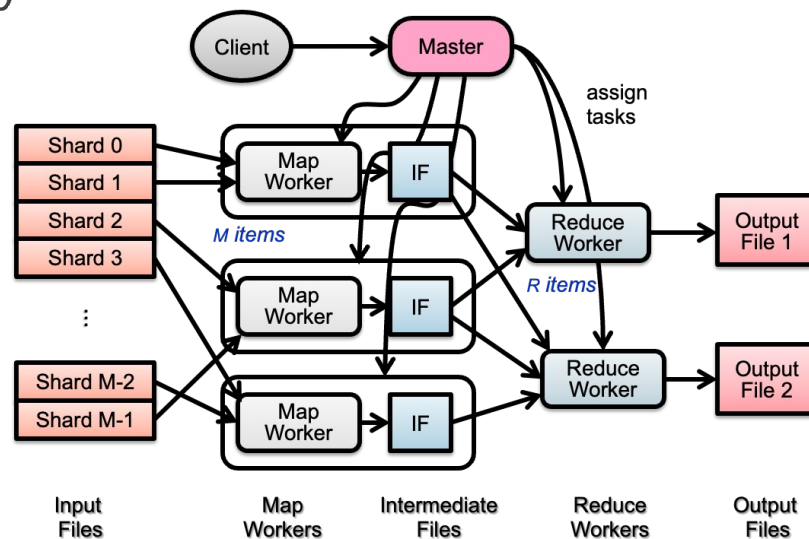 Client
Master
assign
tasks
Shard 0
Shard 1
Shard 2
Shard 3
...
Shard M-2
Shard M-1
Map
Worker
IF
M items
Map
Worker
IF
Map
Worker
IF
Reduce
Worker
R items
Reduce
Worker
Output
File 1
Output
File 2
Input
Files
Map
Workers
Intermediate
Files
Reduce
Workers
Output
Files